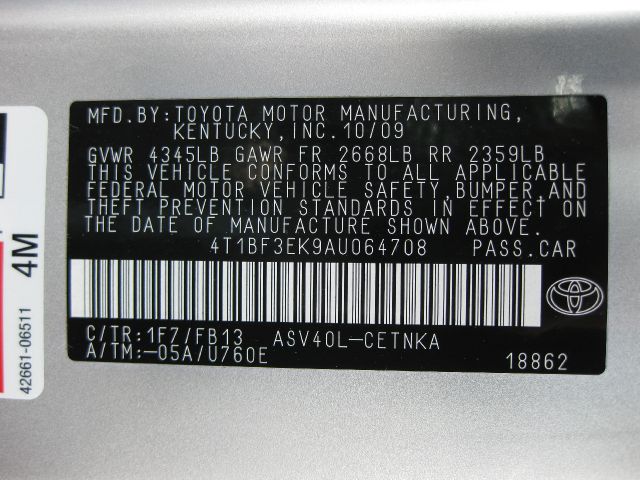 MFD.BY:TOYOTA MOTOR MANUFACTURING,
KENTUCKY,INC.10/09
GVWR 4345LB GAWR FR 2668LB RR 2359LB
THIS VEHICLE CONFORMS TO ALL APPLICABLE
FEDERAL MOTOR VEHICLE SAFETY,BUMPER,AND
THEFT PREVENTION STANDARDS IN EFFECT ON
THE DATE OF MANUFACTURE SHOWN ABOVE.
4T1BF3EK9AU064708 PASS.CAR
C/TR:1F7/FB13 ASV40L-CETNKA
A/TM:-05A/U760E 18862
4M
42661-06511